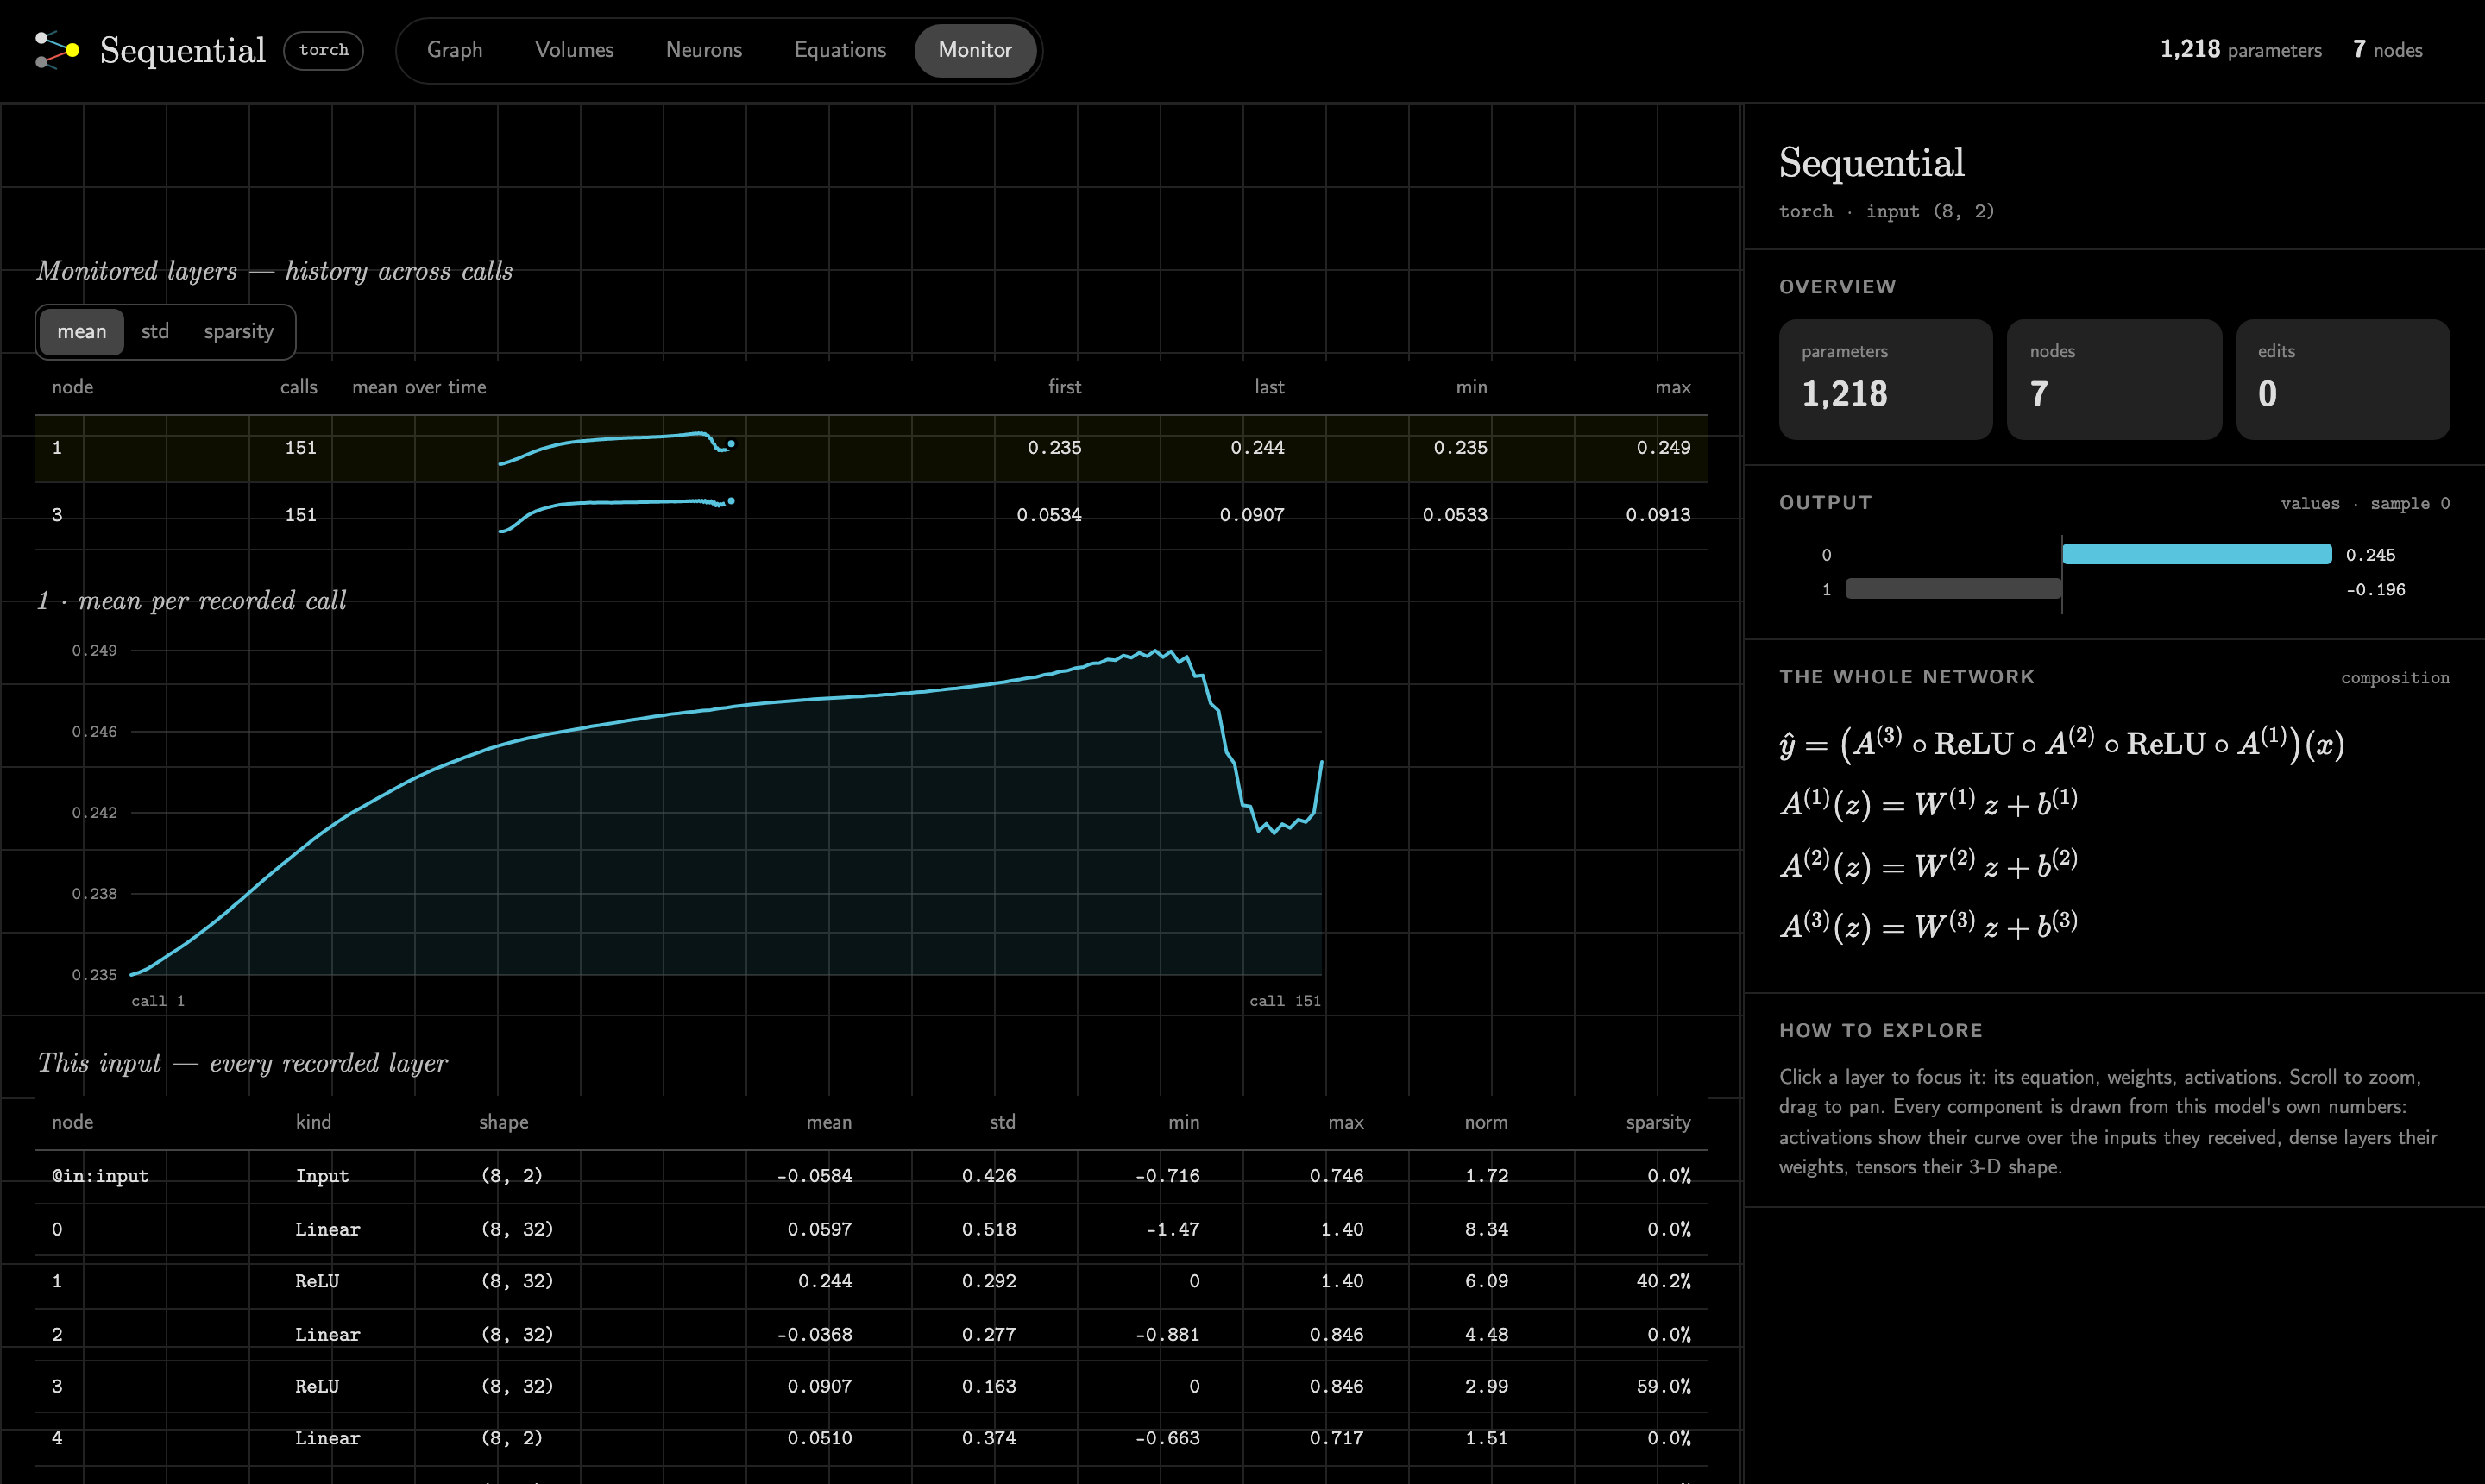 Sequential torch Graph Volumes Neurons Equations Monitor 1,218 parameters 7 nodes
Monitored layers — history across calls
mean std sparsity
node calls mean over time first last min max
1 151 0.235 0.244 0.235 0.249
3 151 0.0534 0.0907 0.0533 0.0913
1 · mean per recorded call
0.249
0.246
0.242
0.238
0.235
call 1 call 151
This input — every recorded layer
node kind shape mean std min max norm sparsity
@in:input Input (8, 2) -0.0584 0.426 -0.716 0.746 1.72 0.0%
0 Linear (8, 32) 0.0597 0.518 -1.47 1.40 8.34 0.0%
1 ReLU (8, 32) 0.244 0.292 0 1.40 6.09 40.2%
2 Linear (8, 32) -0.0368 0.277 -0.881 0.846 4.48 0.0%
3 ReLU (8, 32) 0.0907 0.163 0 0.846 2.99 59.0%
4 Linear (8, 2) 0.0510 0.374 -0.663 0.717 1.51 0.0%
Sequential
torch · input (8, 2)
OVERVIEW
parameters nodes edits
1,218 7 0
OUTPUT values · sample 0
0 0.245
1 -0.196
THE WHOLE NETWORK composition
ŷ = (A⁽³⁾ ∘ ReLU ∘ A⁽²⁾ ∘ ReLU ∘ A⁽¹⁾)(x)
A⁽¹⁾(z) = W⁽¹⁾ z + b⁽¹⁾
A⁽²⁾(z) = W⁽²⁾ z + b⁽²⁾
A⁽³⁾(z) = W⁽³⁾ z + b⁽³⁾
HOW TO EXPLORE
Click a layer to focus it: its equation, weights, activations. Scroll to zoom,
drag to pan. Every component is drawn from this model's own numbers:
activations show their curve over the inputs they received, dense layers their
weights, tensors their 3-D shape.